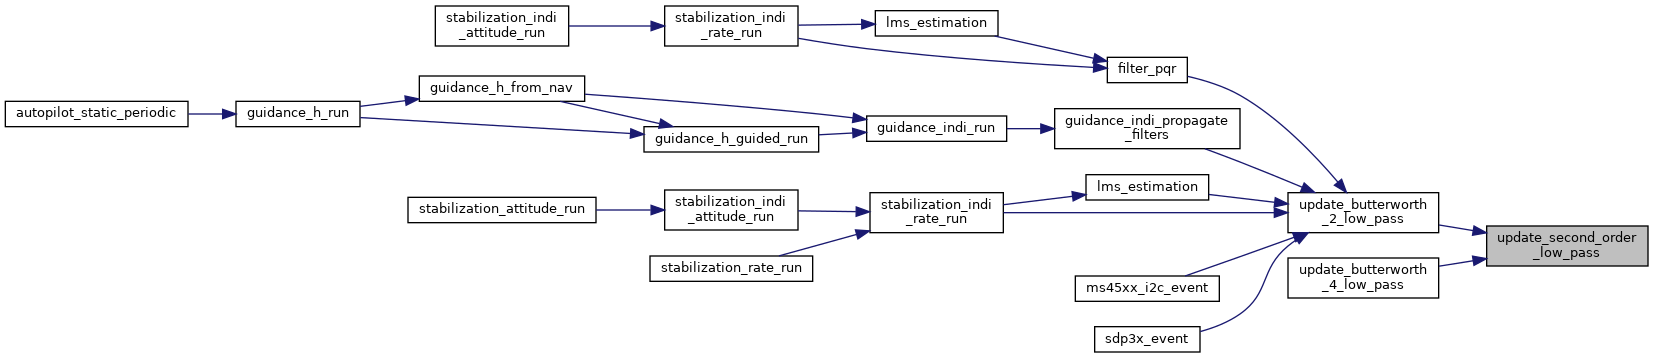 stabilization_indi
_attitude_run
stabilization_indi
_rate_run
lms_estimation
filter_pqr
guidance_h_from_nav
autopilot_static_periodic
guidance_h_run
guidance_h_guided_run
guidance_indi_run
guidance_indi_propagate
_filters
stabilization_attitude_run
stabilization_indi
_attitude_run
stabilization_rate_run
stabilization_indi
_rate_run
lms_estimation
update_butterworth
_2_low_pass
ms45xx_i2c_event
sdp3x_event
update_butterworth
_4_low_pass
update_second_order
_low_pass